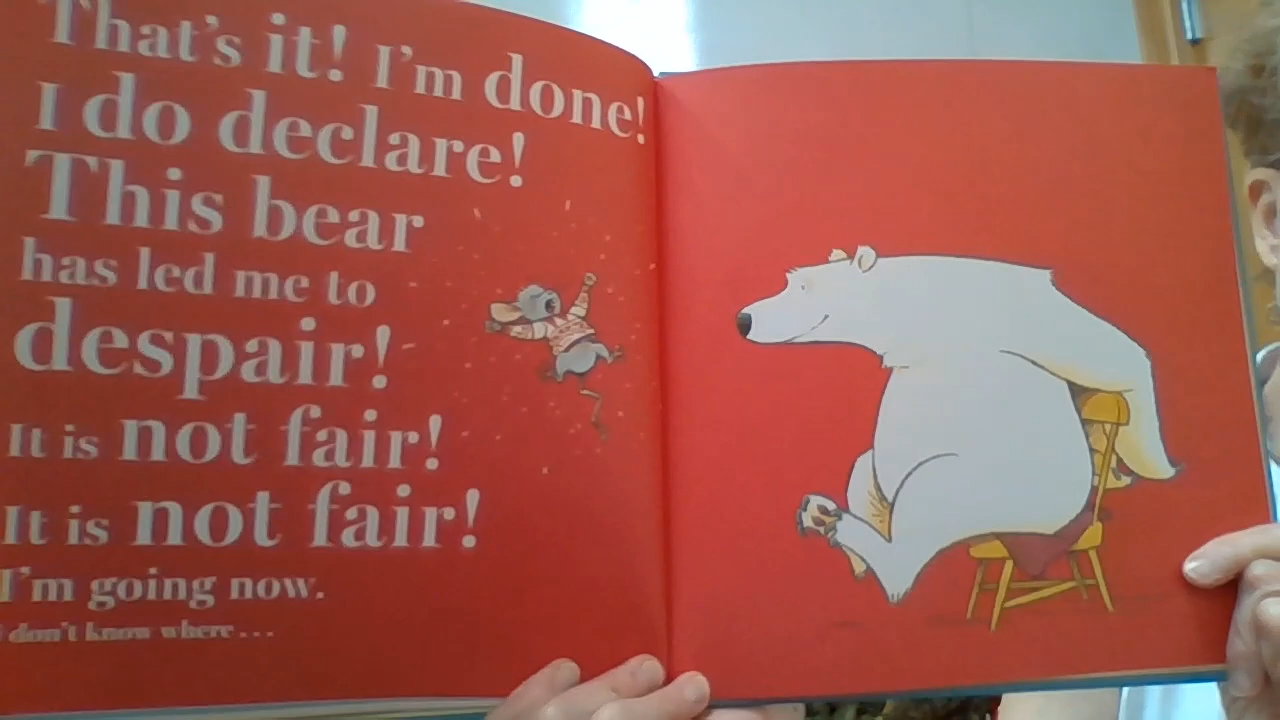 That's it! I'm done!
I do declare!
This bear
has led me to
despair!
It is not fair!
It is not fair!
I'm going now.
I don't know where...